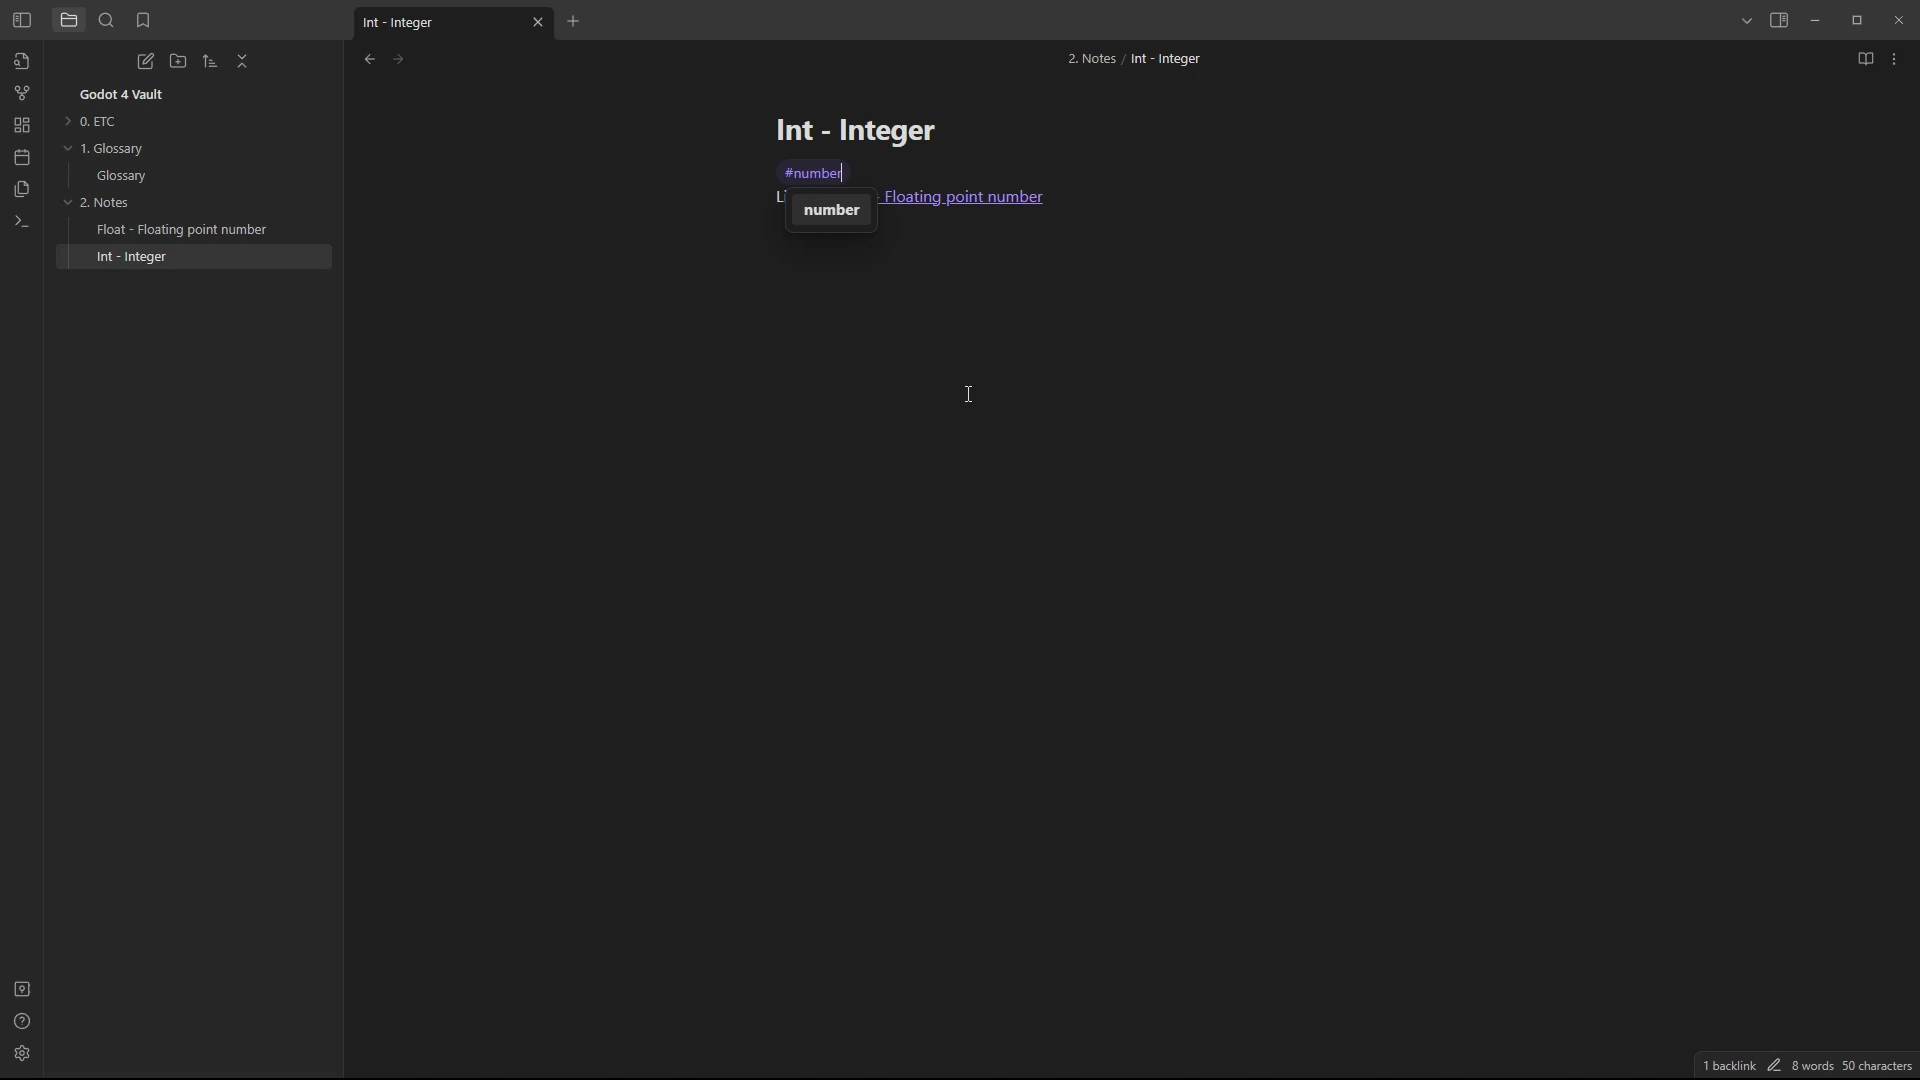 Int - Integer
2. Notes / Int - Integer
Godot 4 Vault
0. ETC
1. Glossary
Glossary
2. Notes
Float - Floating point number
Int - Integer
Int - Integer
#number
- Floating point number
number
1 backlink 8 words 50 characters